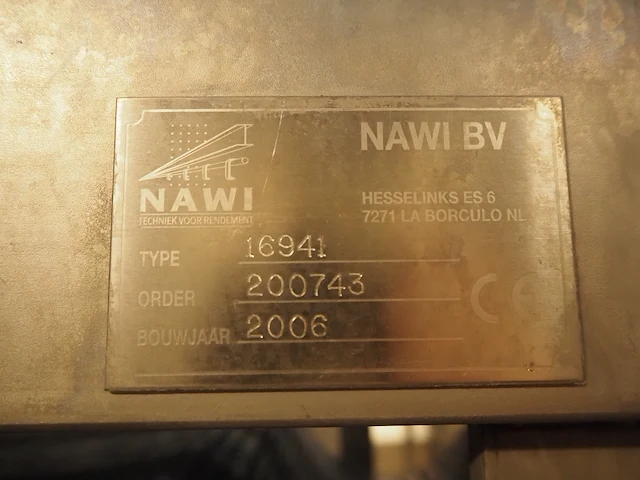 NAWI BV
NAWI
TECHNIEK VOOR RENDEMENT
HESSELINKS ES 6
7271 LA BORCULO NL
TYPE 16941
ORDER 200743
BOUWJAAR 2006
CE